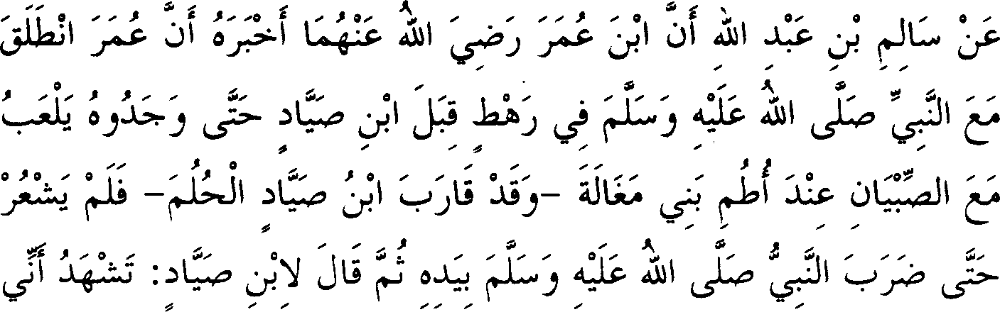 عَنْ سَالِمِ بْنِ عَبْدِ اللهِ أَنَّ ابْنَ عُمَرَ رَضِيَ اللهُ عَنْهُمَا أَخْبَرَهُ أَنَّ عُمَرَ انْطَلَقَ
مَعَ النَّبِيِّ صَلَّى اللهُ عَلَيْهِ وَسَلَّمَ فِي رَهْطٍ قِبَلَ ابْنِ صَيَّادٍ حَتَّى وَجَدُوهُ يَلْعَبُ
مَعَ الصِّبْيَانِ عِنْدَ أُطُمِ بَنِي مَغَالَةَ –وَقَدْ قَارَبَ ابْنُ صَيَّادٍ الْحُلُمَ– فَلَمْ يَشْعُرْ
حَتَّى ضَرَبَ النَّبِيُّ صَلَّى اللهُ عَلَيْهِ وَسَلَّمَ بِيَدِهِ ثُمَّ قَالَ لِابْنِ صَيَّادٍ: تَشْهَدُ أَنِّي